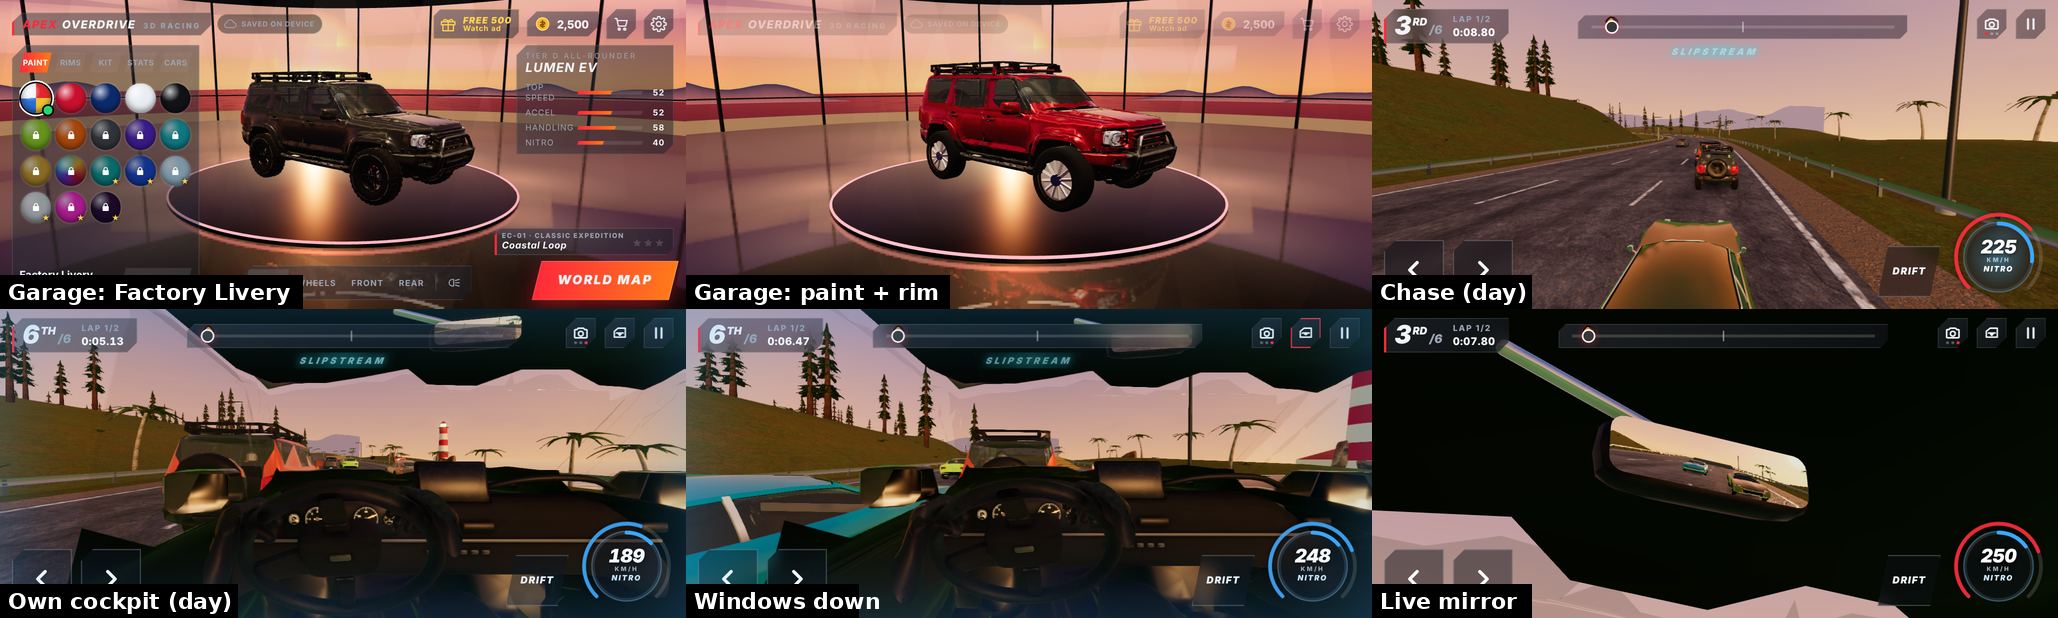 APEX OVERDRIVE 3D RACING
SAVED ON DEVICE
FREE 500
Watch ad
2,500
PAINT RIMS KIT STATS CARS
TIER D ALL-ROUNDER
LUMEN EV
TOP SPEED 52
ACCEL 52
HANDLING 58
NITRO 40
EC-01 · CLASSIC EXPEDITION
Coastal Loop
Factory Livery
FRONT REAR
WORLD MAP
Garage: Factory Livery
APEX OVERDRIVE 3D RACING
SAVED ON DEVICE
FREE 500
Watch ad
2,500
Garage: paint + rim
3RD/6
LAP 1/2
0:08.80
SLIPSTREAM
DRIFT
225
KM/H
NITRO
Chase (day)
6TH/6
LAP 1/2
0:05.13
SLIPSTREAM
DRIFT
189
KM/H
NITRO
Own cockpit (day)
6TH/6
LAP 1/2
0:06.47
SLIPSTREAM
DRIFT
248
KM/H
NITRO
Windows down
3RD/6
LAP 1/2
0:07.80
DRIFT
250
KM/H
NITRO
Live mirror